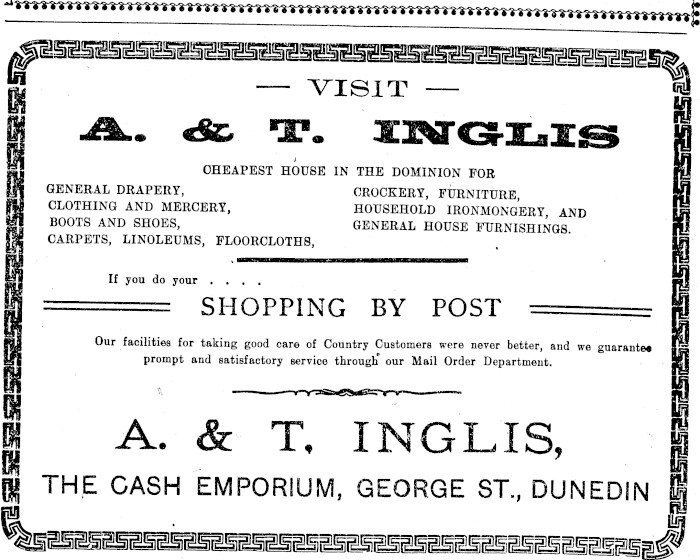 — VISIT —
A. & T. INGLIS
CHEAPEST HOUSE IN THE DOMINION FOR
GENERAL DRAPERY,
CLOTHING AND MERCERY,
BOOTS AND SHOES,
CARPETS, LINOLEUMS, FLOORCLOTHS,
CROCKERY, FURNITURE,
HOUSEHOLD IRONMONGERY, AND
GENERAL HOUSE FURNISHINGS.
If you do your . . . .
SHOPPING BY POST
Our facilities for taking good care of Country Customers were never better, and we guarantee
prompt and satisfactory service through our Mail Order Department.
A. & T. INGLIS,
THE CASH EMPORIUM, GEORGE ST., DUNEDIN